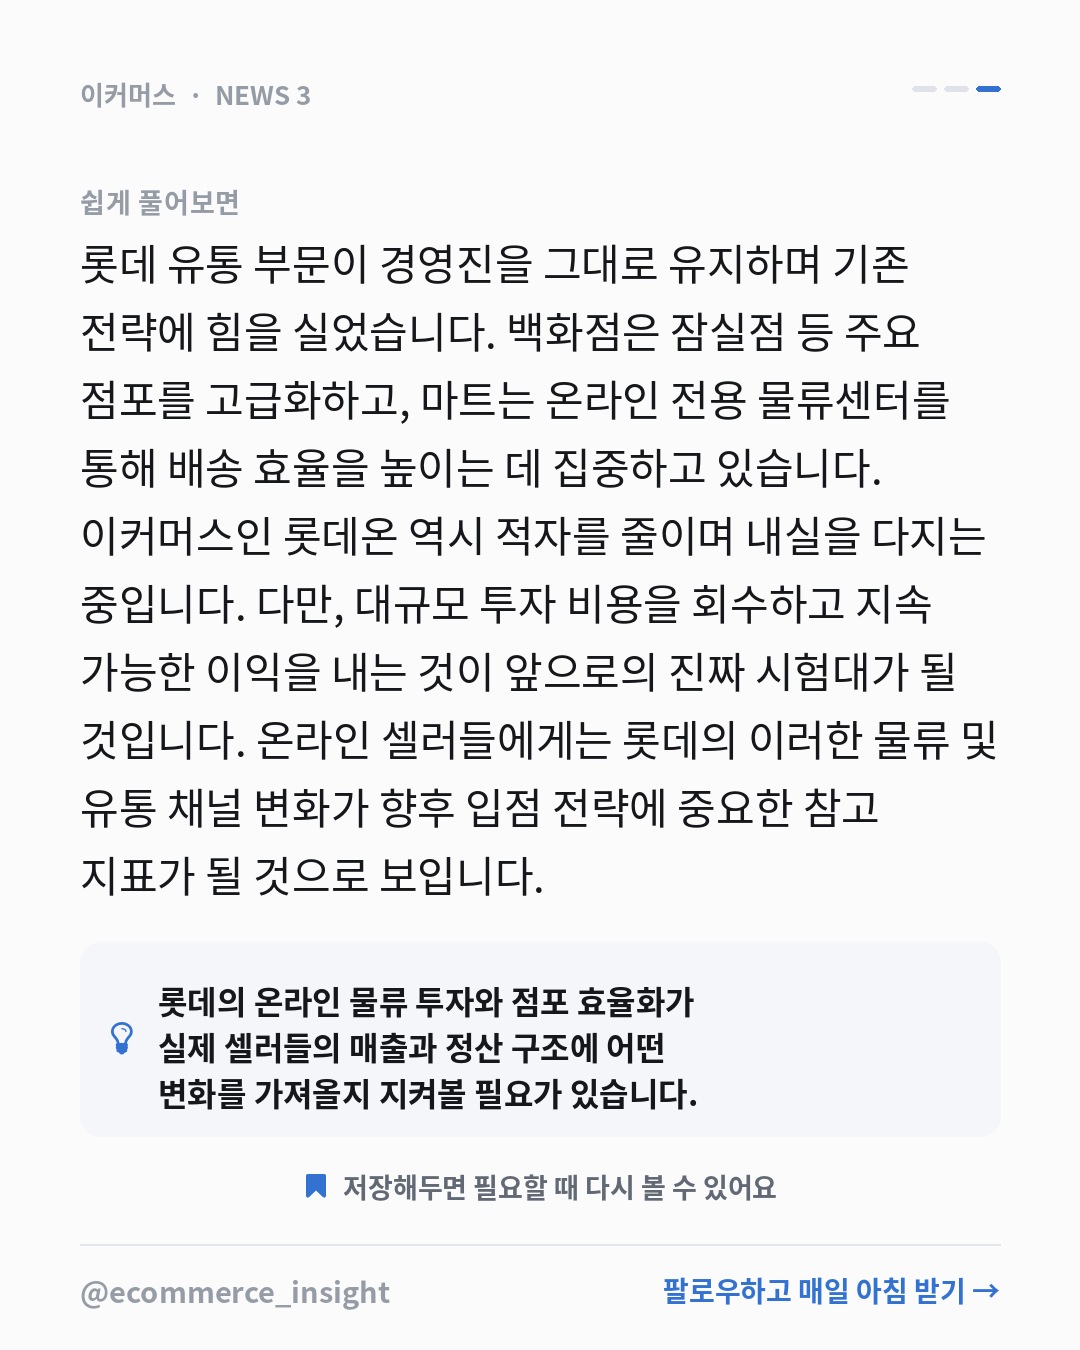 이커머스 · NEWS 3
쉽게 풀어보면
롯데 유통 부문이 경영진을 그대로 유지하며 기존
전략에 힘을 실었습니다. 백화점은 잠실점 등 주요
점포를 고급화하고, 마트는 온라인 전용 물류센터를
통해 배송 효율을 높이는 데 집중하고 있습니다.
이커머스인 롯데온 역시 적자를 줄이며 내실을 다지는
중입니다. 다만, 대규모 투자 비용을 회수하고 지속
가능한 이익을 내는 것이 앞으로의 진짜 시험대가 될
것입니다. 온라인 셀러들에게는 롯데의 이러한 물류 및
유통 채널 변화가 향후 입점 전략에 중요한 참고
지표가 될 것으로 보입니다.
롯데의 온라인 물류 투자와 점포 효율화가
실제 셀러들의 매출과 정산 구조에 어떤
변화를 가져올지 지켜볼 필요가 있습니다.
저장해두면 필요할 때 다시 볼 수 있어요
@ecommerce_insight
팔로우하고 매일 아침 받기 →